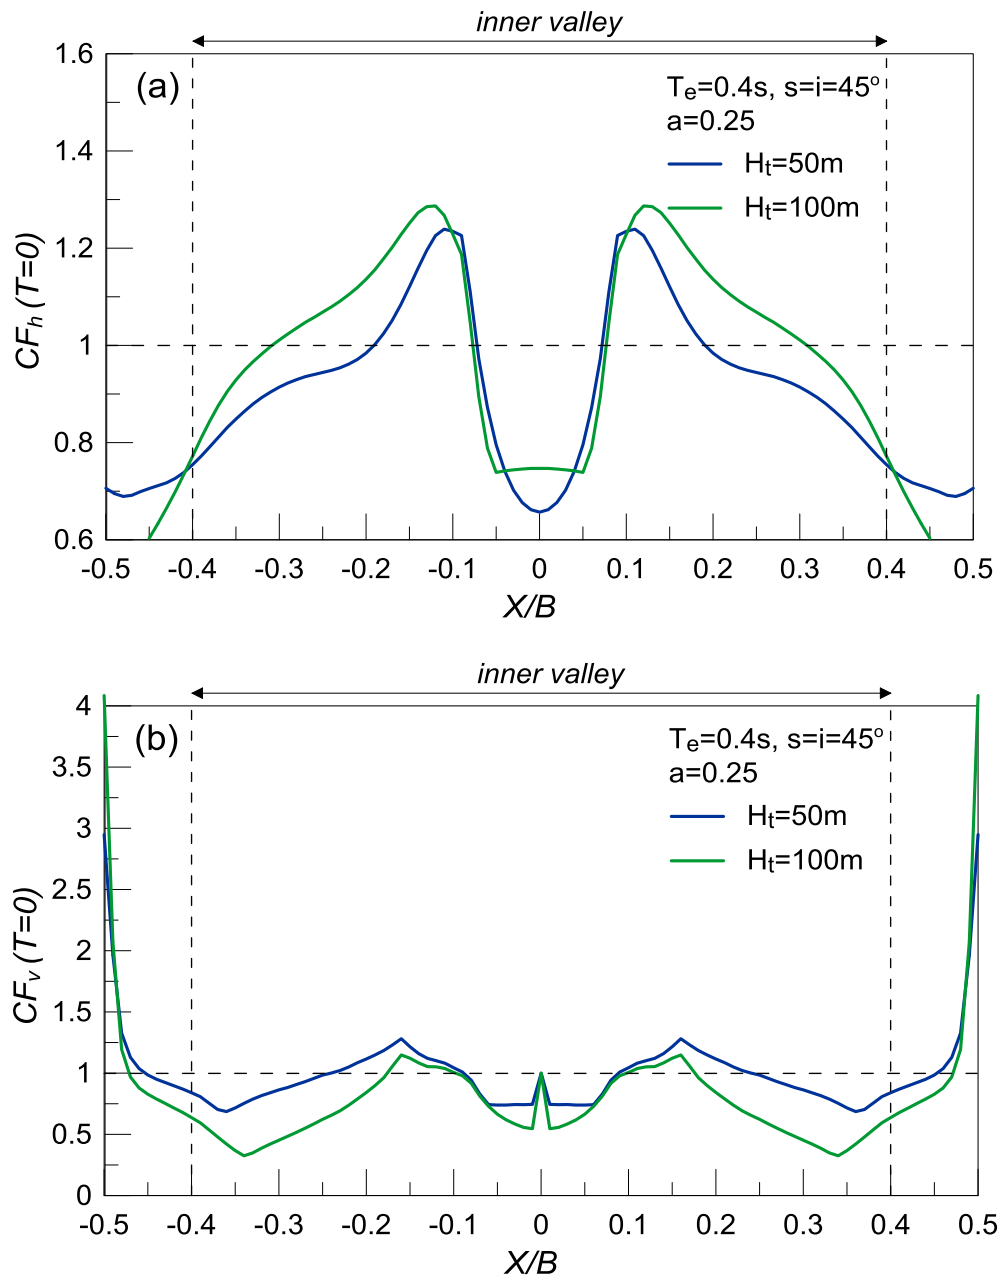 inner valley
(a)
Te=0.4s, s=i=45°
a=0.25
Ht=50m
Ht=100m
CFh (T=0)
1.6
1.4
1.2
1
0.8
0.6
-0.5 -0.4 -0.3 -0.2 -0.1 0 0.1 0.2 0.3 0.4 0.5
X/B
inner valley
(b)
Te=0.4s, s=i=45°
a=0.25
Ht=50m
Ht=100m
CFv (T=0)
4
3.5
3
2.5
2
1.5
1
0.5
0
-0.5 -0.4 -0.3 -0.2 -0.1 0 0.1 0.2 0.3 0.4 0.5
X/B